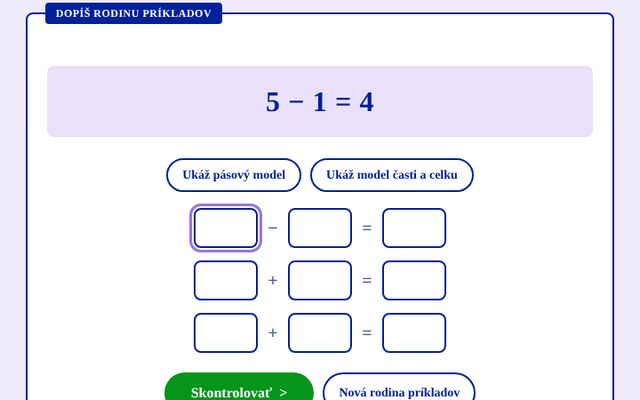 DOPÍŠ RODINU PRÍKLADOV
5 − 1 = 4
Ukáž pásový model Ukáž model časti a celku
− =
+ =
+ =
Skontrolovať > Nová rodina príkladov